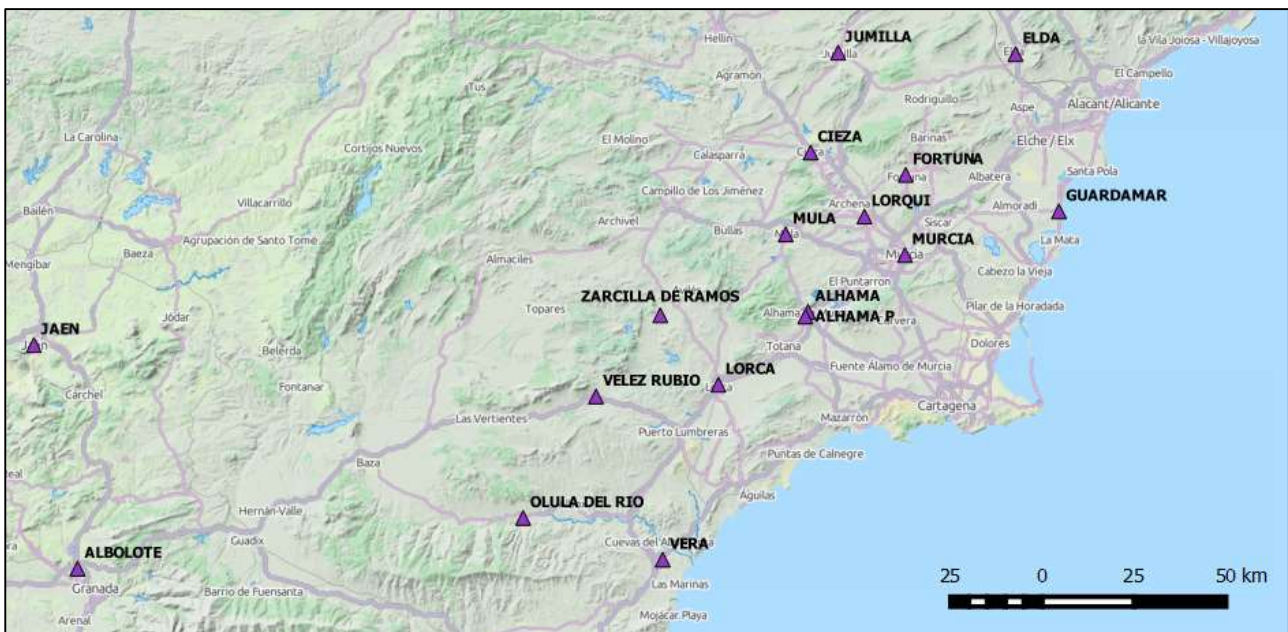 Hellín
JUMILLA
Jumilla
ELDA
Elda
la Vila Joiosa - Villajoyosa
Agramón
El Campello
Tus
Rodriguillo
Aspe
Alacant/Alicante
La Carolina
CIEZA
Cieza
Barinas
Elche / Elx
El Molino
Cortijos Nuevos
Calasparra
FORTUNA
Fortuna
Albatera
Santa Pola
Campillo de Los Jiménez
Villacarrillo
Bailén
Archena
LORQUI
Almoradí
GUARDAMAR
Archivel
Bullas
MULA
Mula
Siscar
Agrupación de Santo Tomé
Baeza
MURCIA
Murcia
La Mata
Mengibar
Almaciles
Cabezo la Vieja
El Puntarron
Avilés
ZARCILLA DE RAMOS
ALHAMA
Topares
Alhama
ALHAMA P
Corvera
Pilar de la Horadada
Jódar
JAEN
Jaén
Belerda
Totana
Dolores
Fuente Álamo de Murcia
LORCA
Lorca
VELEZ RUBIO
Fontanar
Cárchel
Cartagena
Las Vertientes
Mazarrón
Puerto Lumbreras
Puntas de Calnegre
Baza
Águilas
OLULA DEL RIO
Hernán-Valle
Guadix
VERA
ALBOLOTE
Granada
Las Marinas
Barrio de Fuensanta
Mojácar Playa
Arenal
25 0 25 50 km